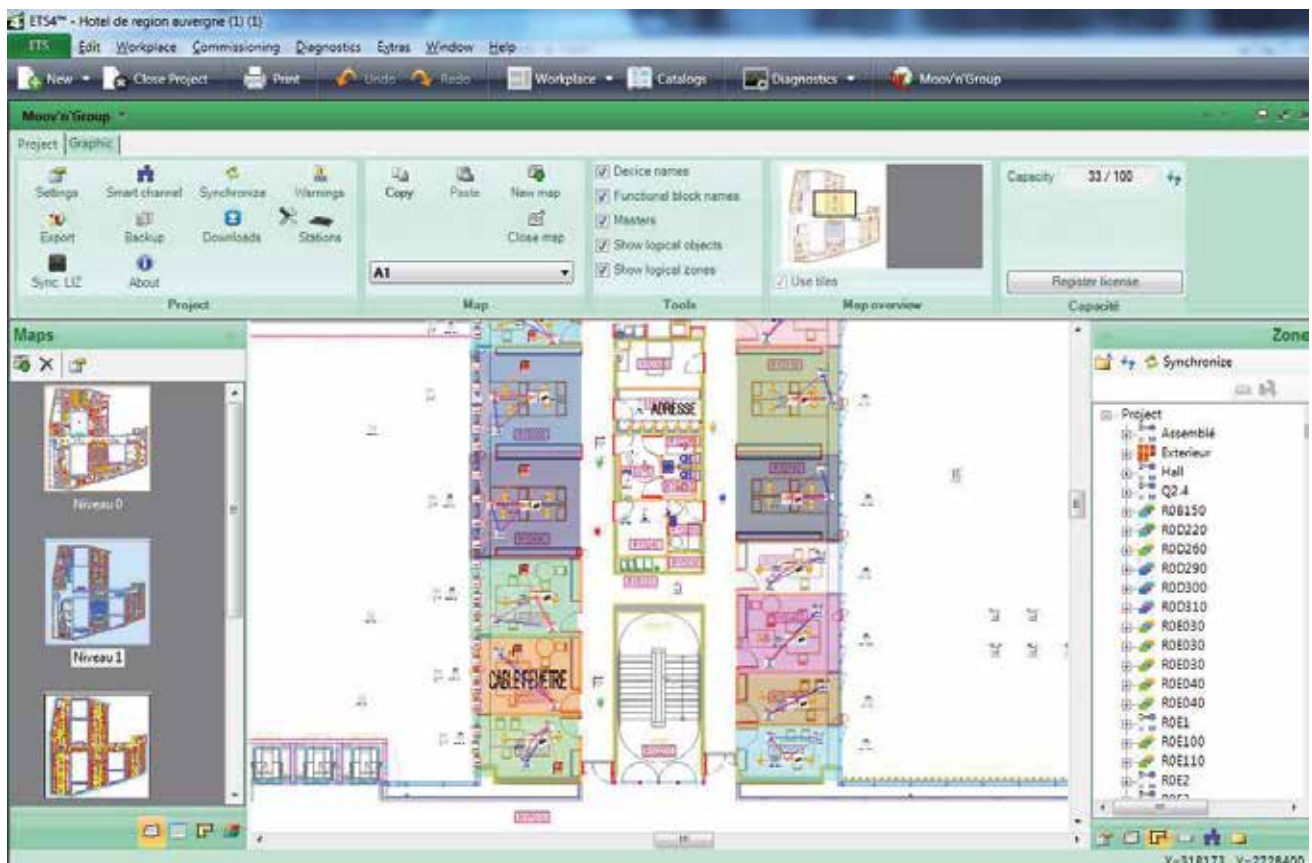 ETS4™ - Hotel de region auvergne (1) (1)
ETS Edit Workplace Commissioning Diagnostics Extras Window Help
New Close Project Print Undo Redo Workplace Catalogs Diagnostics Moov'n'Group
Moov'n'Group
Project Graphic
Settings Smart channel Synchronize Warnings
Export Backup Downloads Stations
Sync. LIZ About
Project
Copy Paste New map
Close map
A1
Map
Device names
Functional block names
Masters
Show logical objects
Show logical zones
Tools
Use tiles
Map overview
Capacity 33 / 100
Register license
Capacité
Maps
Niveau 0
Niveau 1
ADRESSE
CABLE FENÊTRE
Zone
Synchronize
Project
Assemblé
Exterieur
Hall
Q2.4
R0B150
R0D220
R0D260
R0D290
R0D300
R0D310
R0E030
R0E030
R0E030
R0E040
R0E040
R0E1
R0E100
R0E110
R0E2
X=318173 Y=2728400